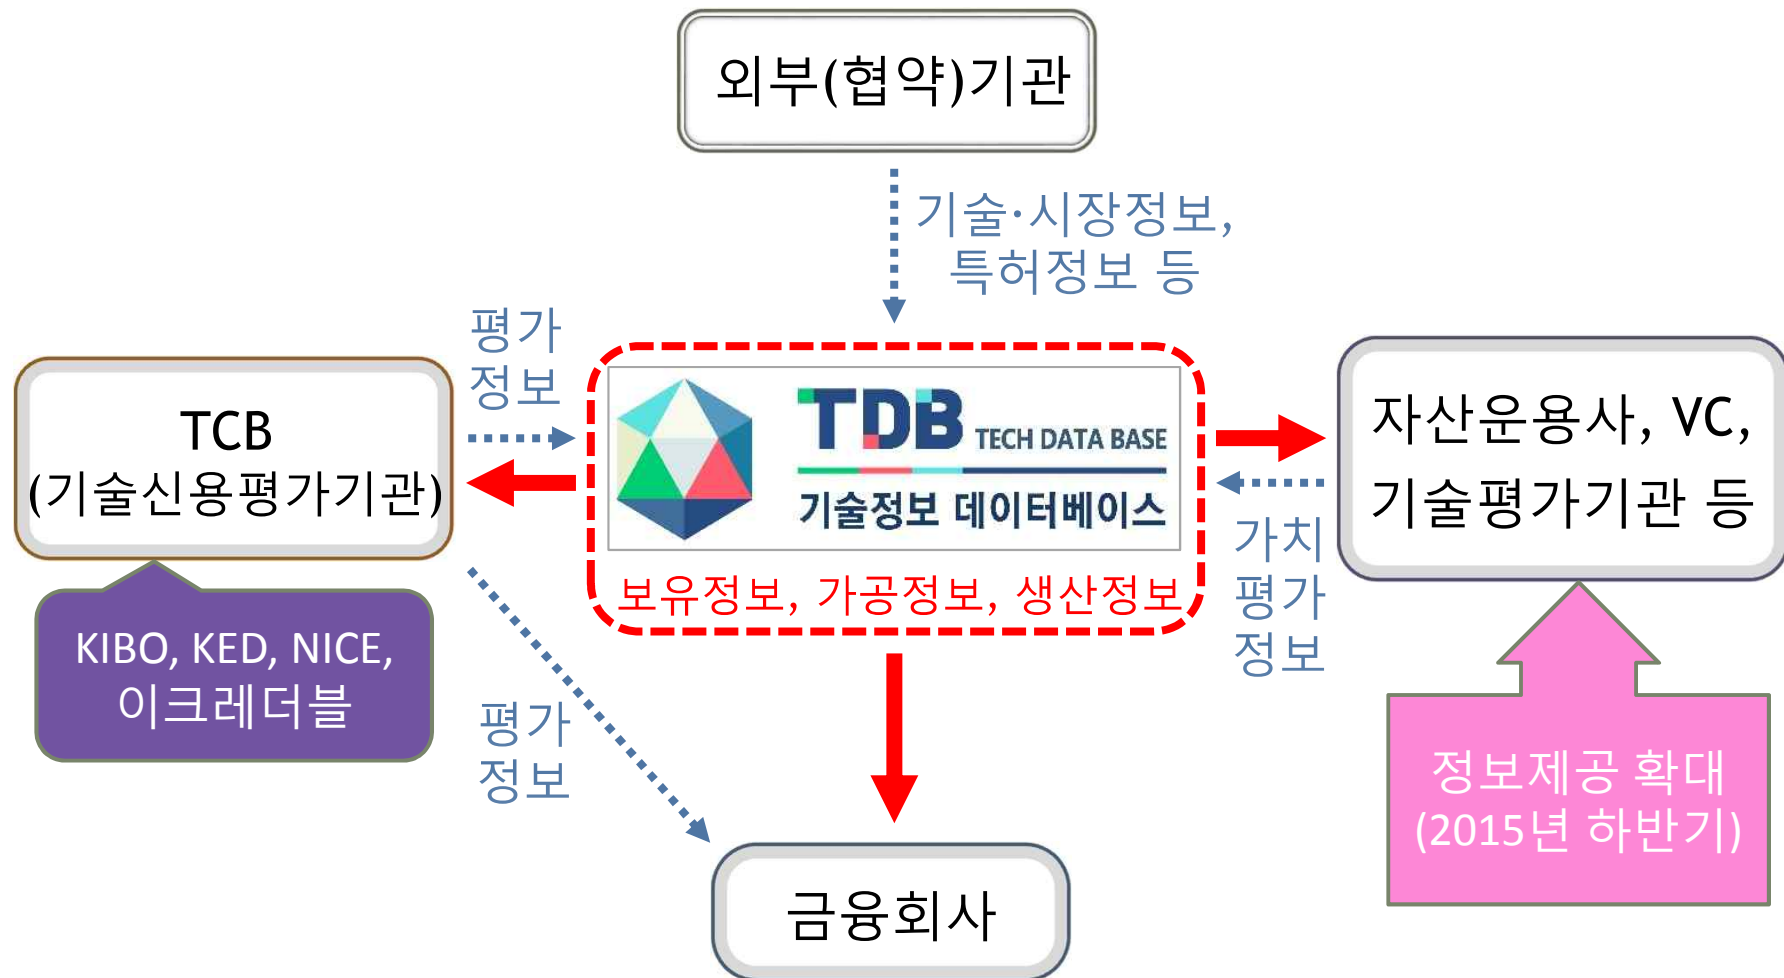 외부(협약)기관
기술·시장정보,
특허정보 등
평가
정보
TCB
(기술신용평가기관)
TDB TECH DATA BASE
기술정보 데이터베이스
보유정보, 가공정보, 생산정보
자산운용사, VC,
기술평가기관 등
가치
평가
정보
KIBO, KED, NICE,
이크레더블
평가
정보
정보제공 확대
(2015년 하반기)
금융회사